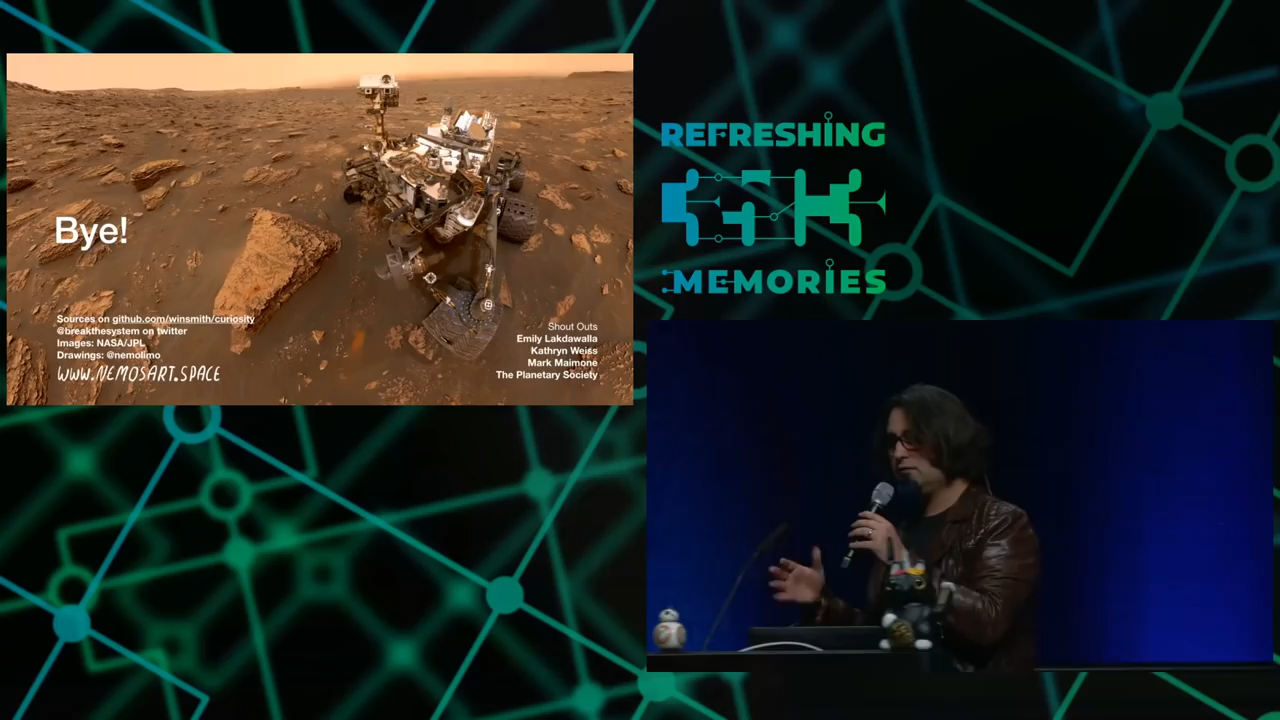 Bye!
Sources on github.com/winsmith/curiosity
@breakthesystem on twitter
Images: NASA/JPL
Drawings: @nemolimo
WWW.NEMOSART.SPACE
Shout Outs
Emily Lakdawalla
Kathryn Weiss
Mark Maimone
The Planetary Society
REFRESHING
MEMORIES